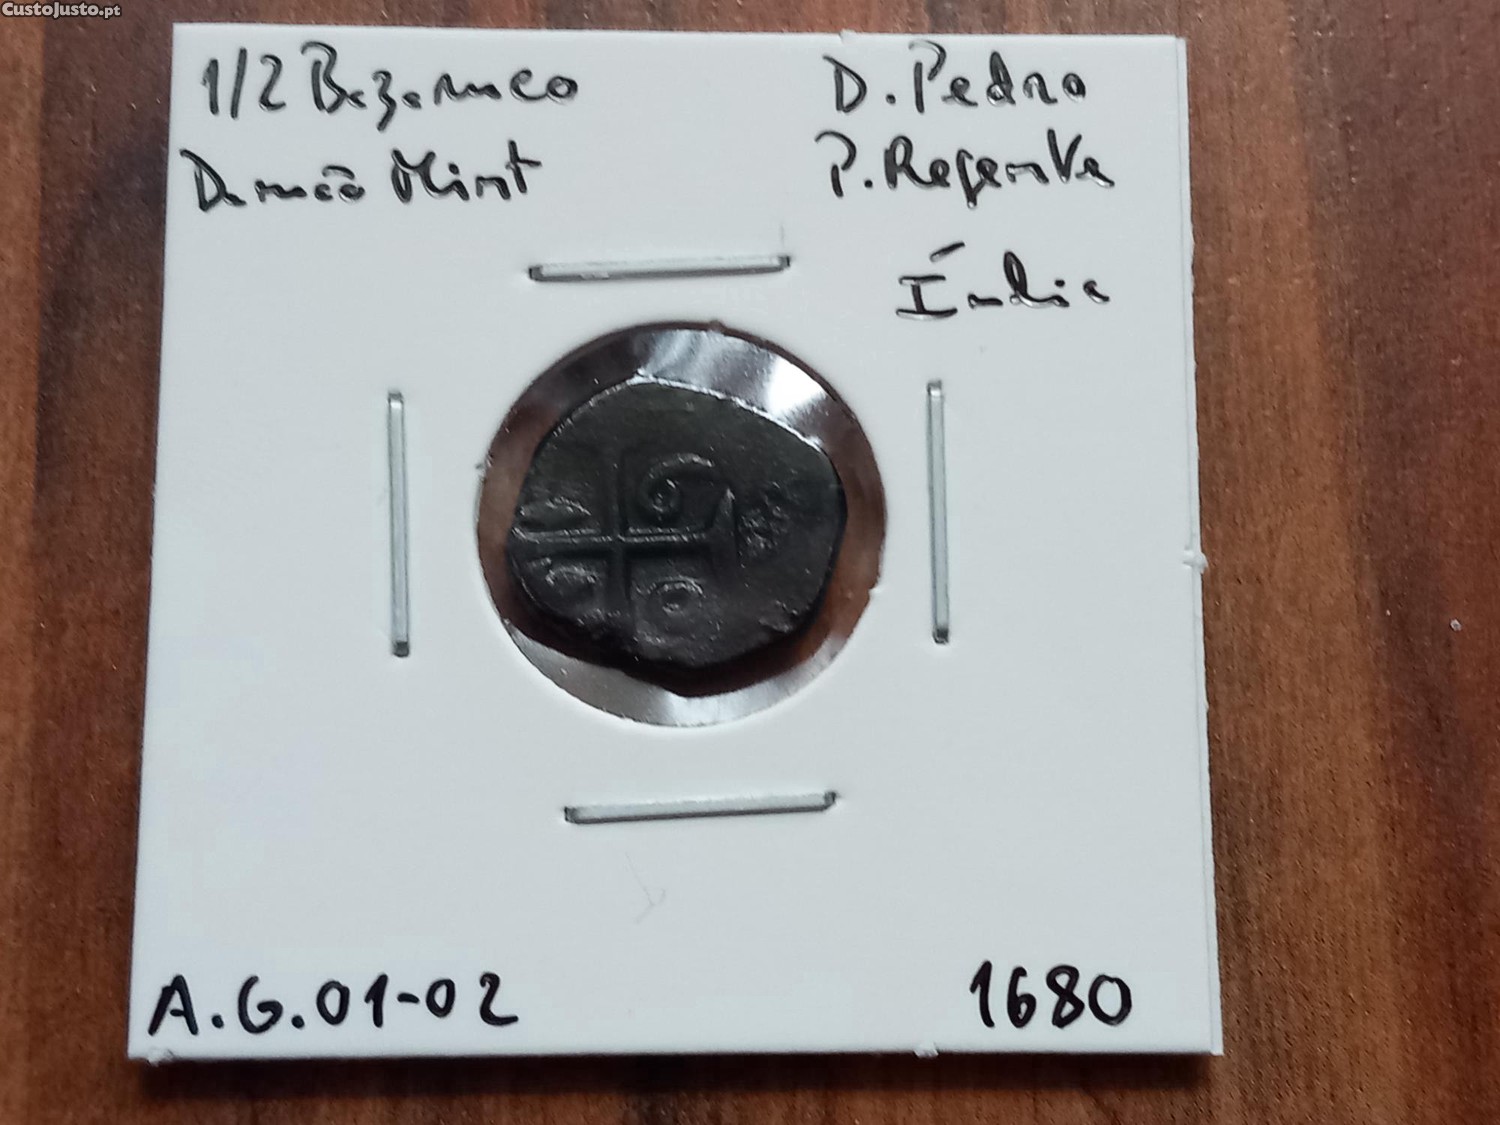 CustoJusto.pt
1/2 Bazaruco
Damão Mint
D. Pedro
P. Regente
Índia
A.G.01-02
1680